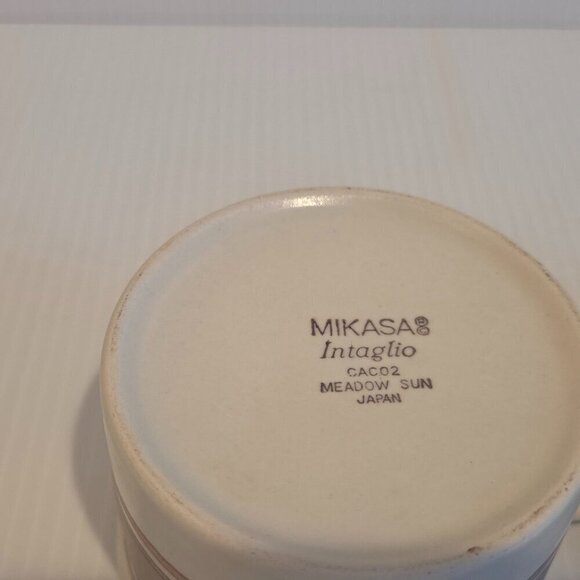 MIKASA®©
Intaglio
CAC02
MEADOW SUN
JAPAN